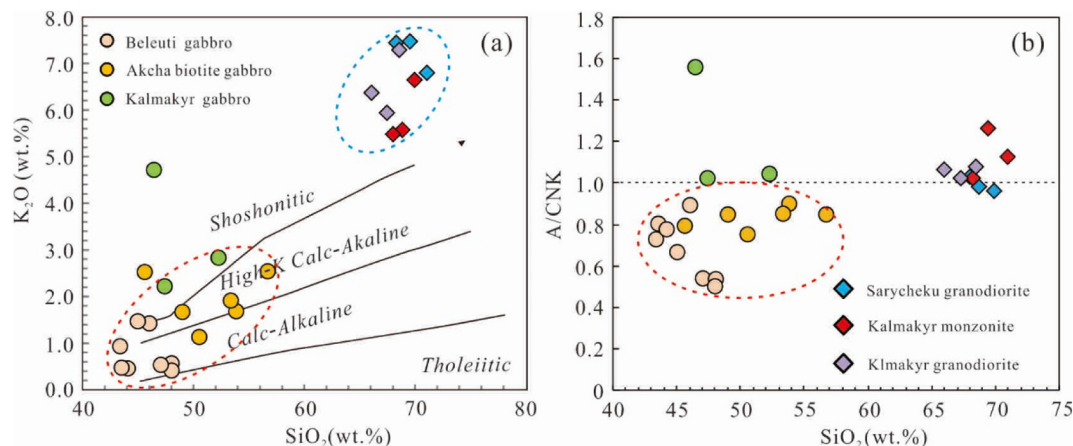 8.0
7.0
6.0
5.0
4.0
3.0
2.0
1.0
0.0
K2O (wt.%)
(a)
Beleuti gabbro
Akcha biotite gabbro
Kalmakyr gabbro
Shoshonitic
High-K Calc-Akaline
Calc-Alkaline
Tholeiitic
40 50 60 70 80
SiO2(wt.%)
1.8
1.6
1.4
1.2
1.0
0.8
0.6
0.4
0.2
0
A/CNK
(b)
Sarycheku granodiorite
Kalmakyr monzonite
Klmakyr granodiorite
40 45 50 55 60 65 70 75
SiO2(wt.%)